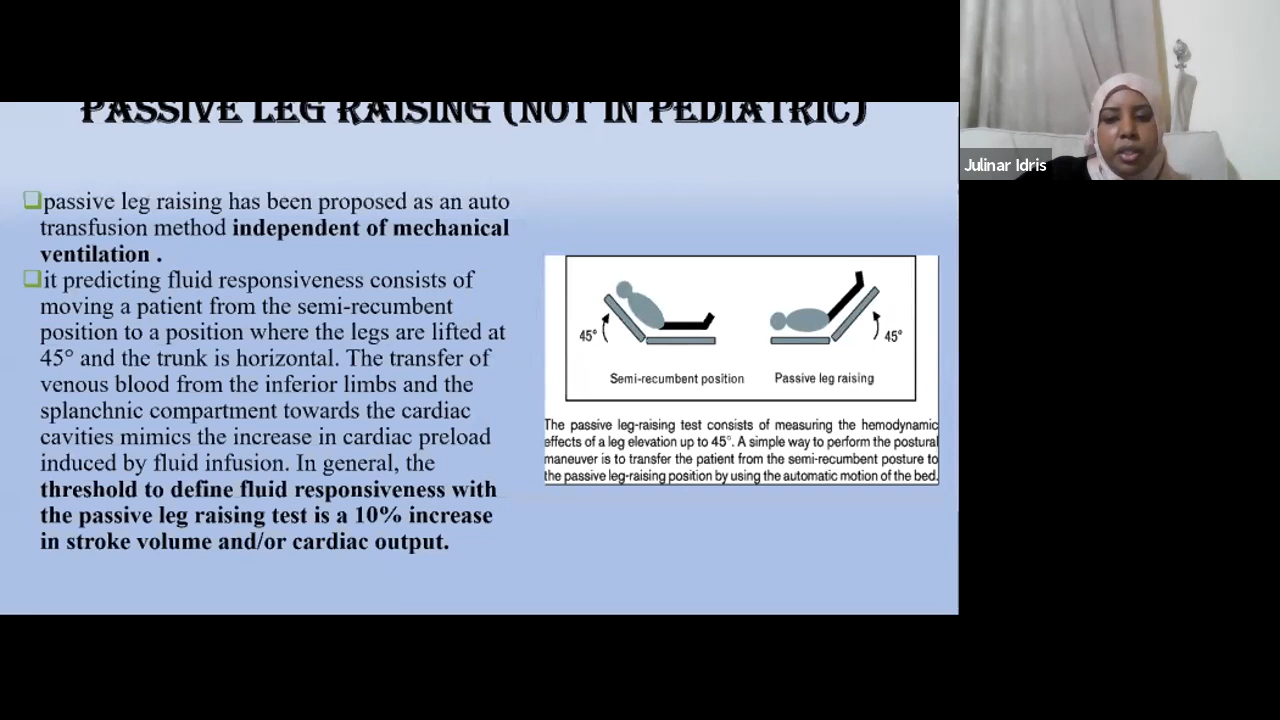 PASSIVE LEG RAISING (NOT IN PEDIATRIC)
passive leg raising has been proposed as an auto
transfusion method independent of mechanical
ventilation .
it predicting fluid responsiveness consists of
moving a patient from the semi-recumbent
position to a position where the legs are lifted at
45° and the trunk is horizontal. The transfer of
venous blood from the inferior limbs and the
splanchnic compartment towards the cardiac
cavities mimics the increase in cardiac preload
induced by fluid infusion. In general, the
threshold to define fluid responsiveness with
the passive leg raising test is a 10% increase
in stroke volume and/or cardiac output.
45°
45°
Semi-recumbent position
Passive leg raising
The passive leg-raising test consists of measuring the hemodynamic
effects of a leg elevation up to 45°. A simple way to perform the postural
maneuver is to transfer the patient from the semi-recumbent posture to
the passive leg-raising position by using the automatic motion of the bed.
Julinar Idris